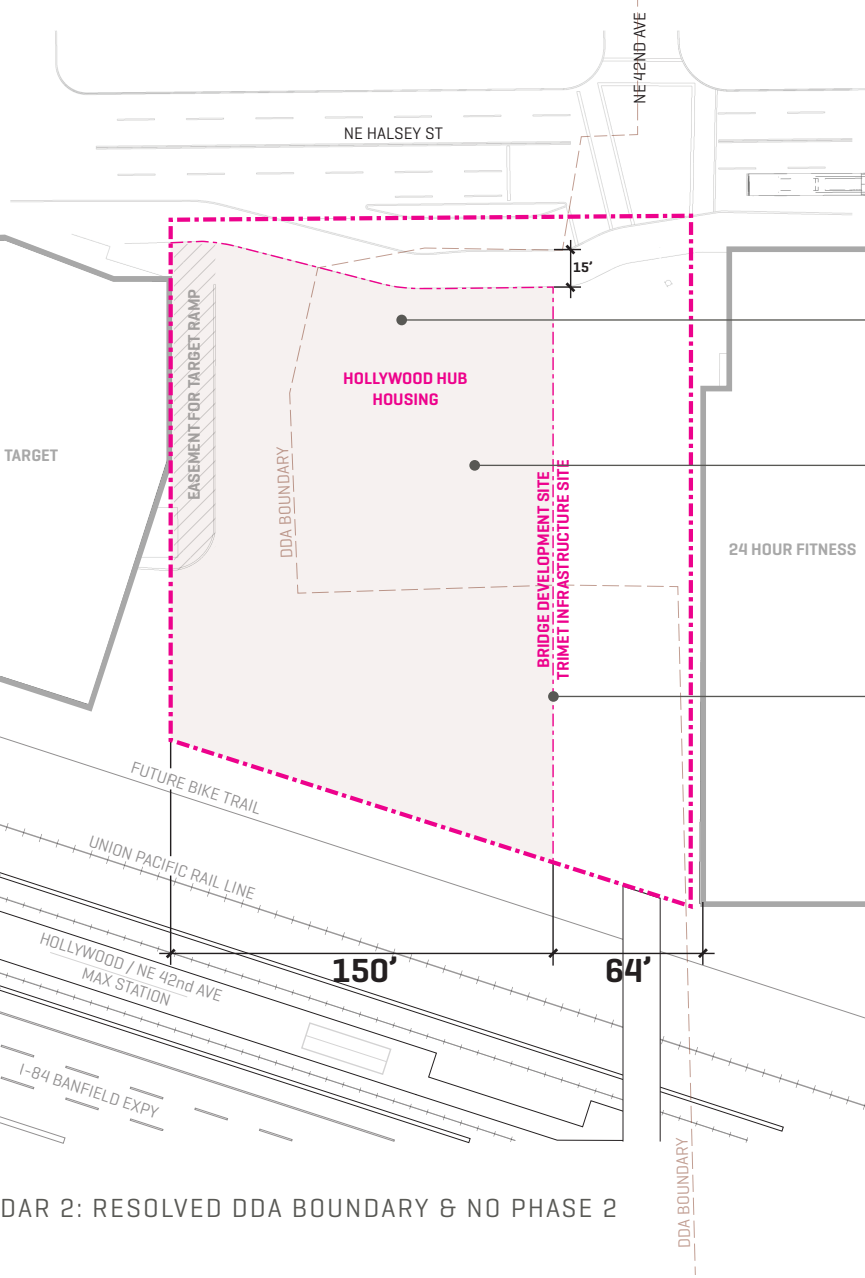 NE 42ND AVE
NE HALSEY ST
15'
EASEMENT FOR TARGET RAMP
HOLLYWOOD HUB
HOUSING
TARGET
DDA BOUNDARY
BRIDGE DEVELOPMENT SITE
TRIMET INFRASTRUCTURE SITE
24 HOUR FITNESS
FUTURE BIKE TRAIL
UNION PACIFIC RAIL LINE
HOLLYWOOD / NE 42nd AVE
MAX STATION
150'
64'
I-84 BANFIELD EXPY
DDA BOUNDARY
DAR 2: RESOLVED DDA BOUNDARY & NO PHASE 2